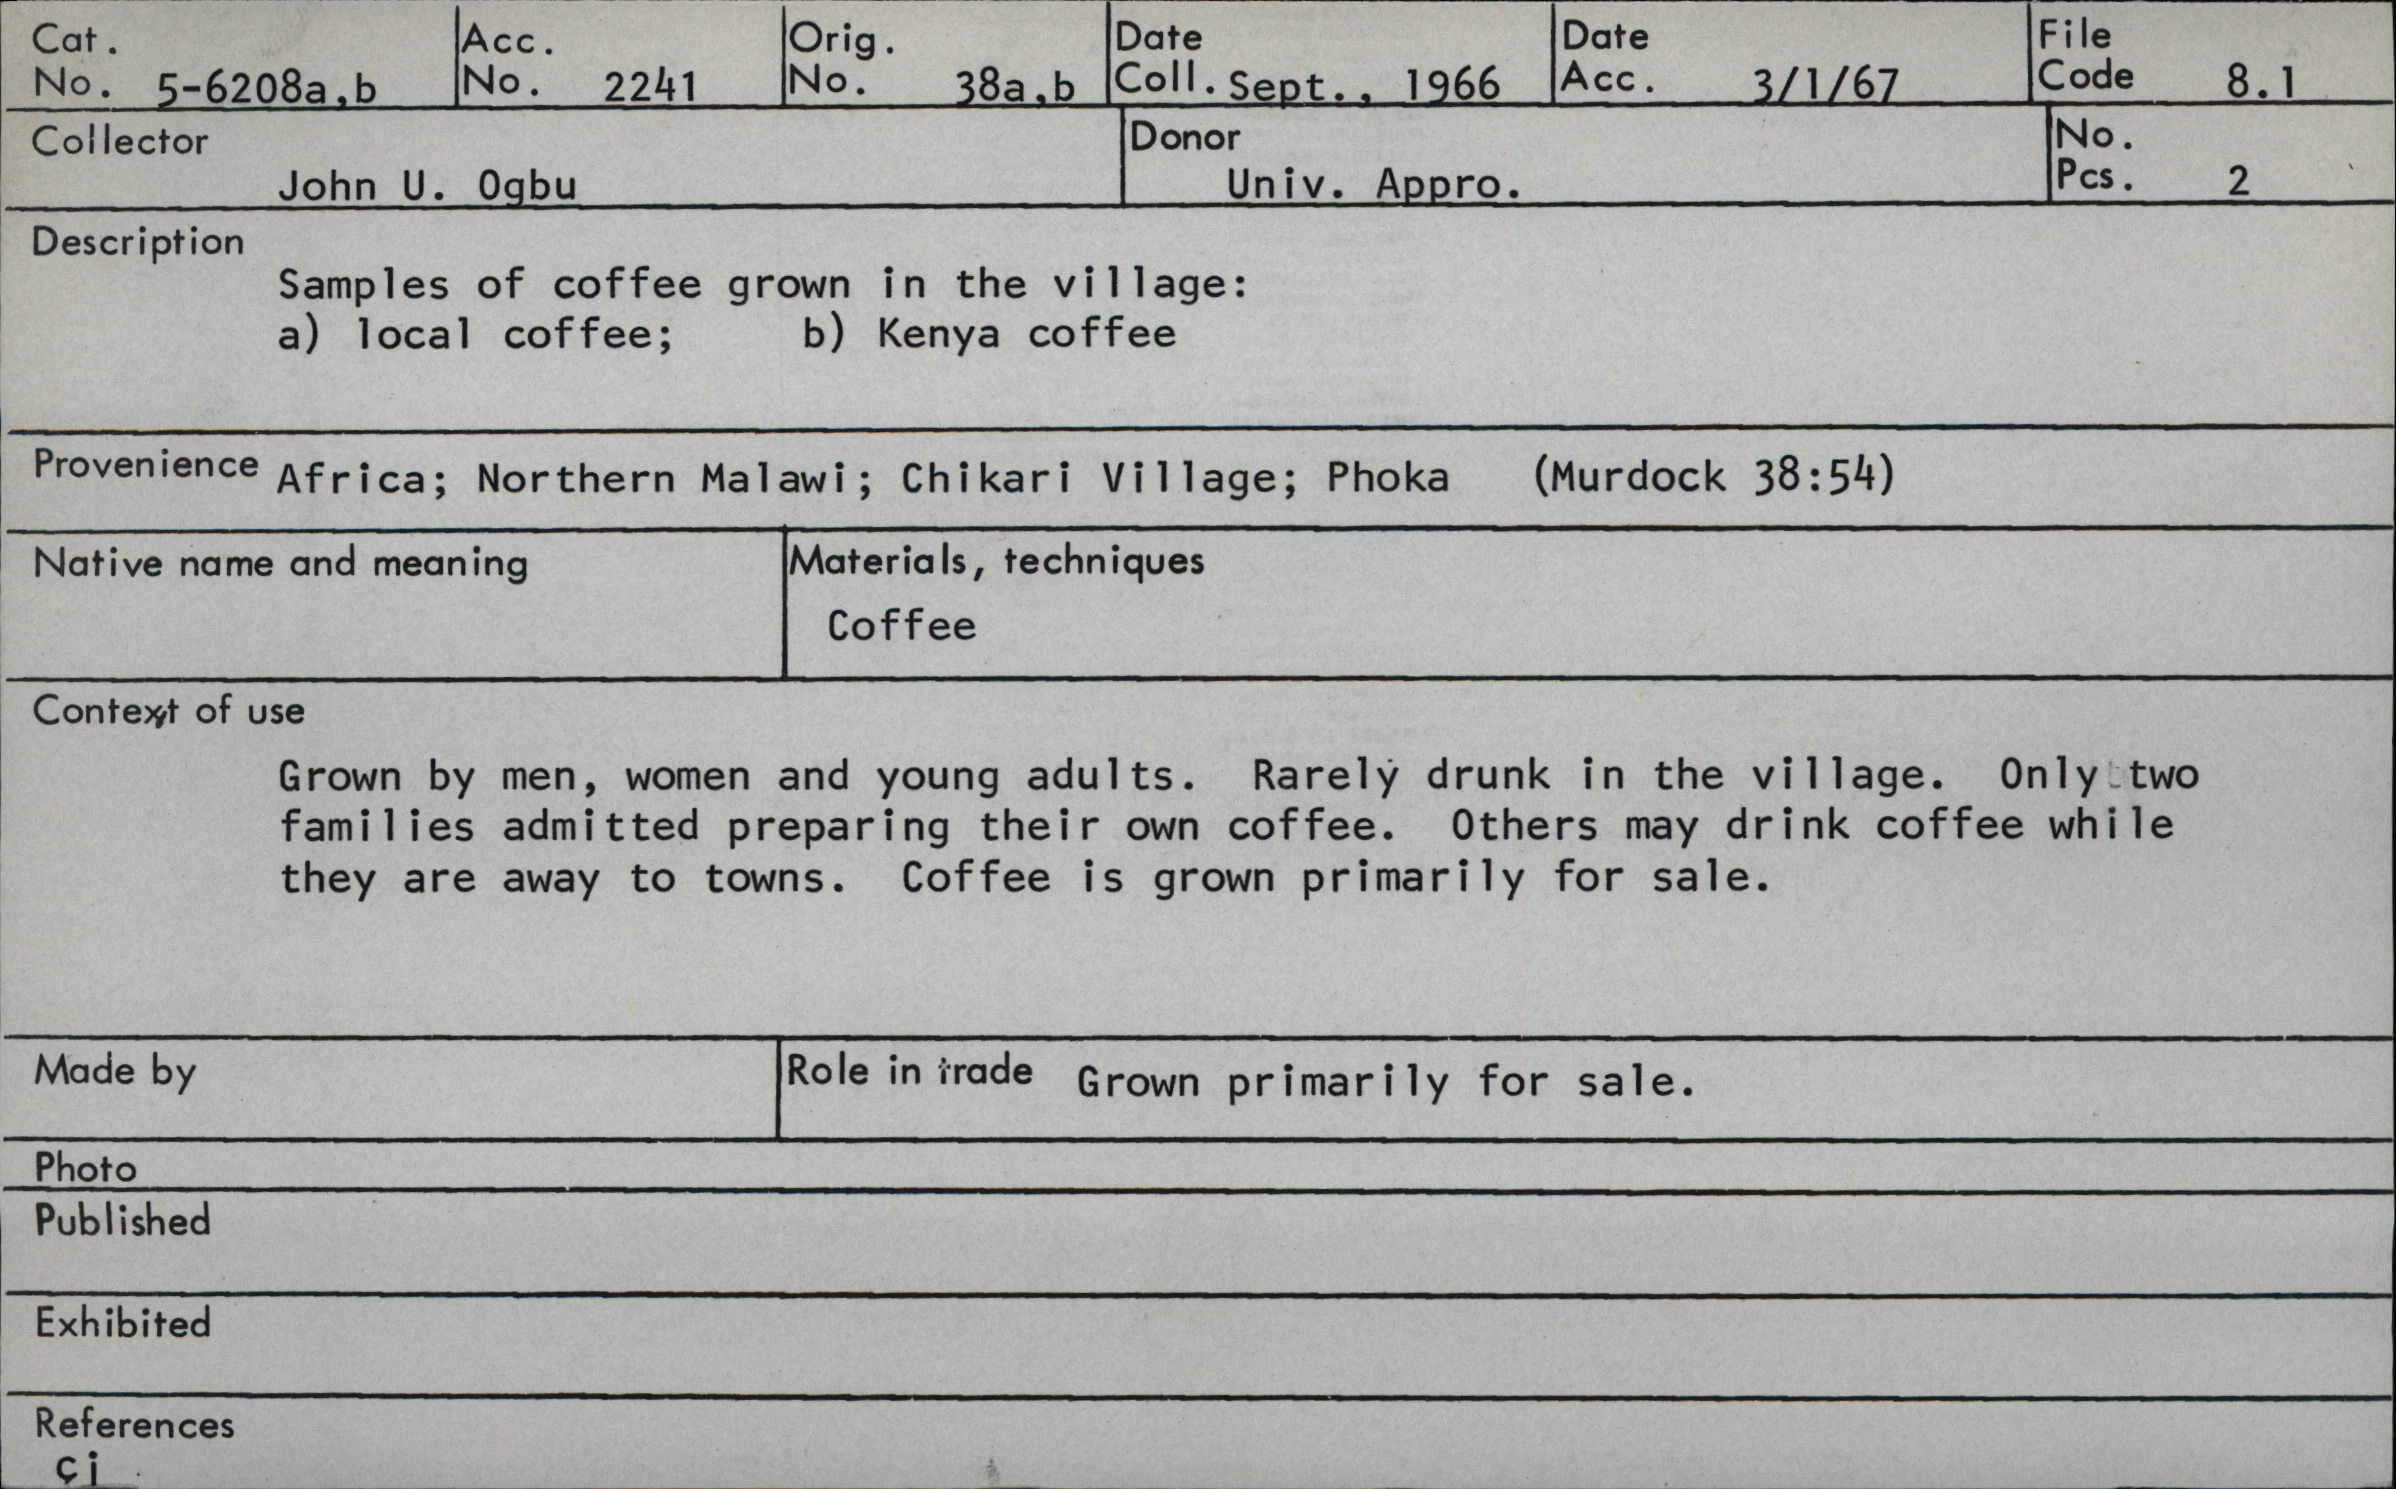 Cat. No. 5-6208a,b Acc. No. 2241 Orig. No. 38a,b Date Coll. Sept., 1966 Date Acc. 3/1/67 File Code 8.1
Collector John U. Ogbu Donor Univ. Appro. No. Pcs. 2
Description
Samples of coffee grown in the village:
a) local coffee; b) Kenya coffee
Provenience Africa; Northern Malawi; Chikari Village; Phoka (Murdock 38:54)
Native name and meaning Materials, techniques
Coffee
Context of use
Grown by men, women and young adults. Rarely drunk in the village. Only two
families admitted preparing their own coffee. Others may drink coffee while
they are away to towns. Coffee is grown primarily for sale.
Made by Role in trade Grown primarily for sale.
Photo
Published
Exhibited
References